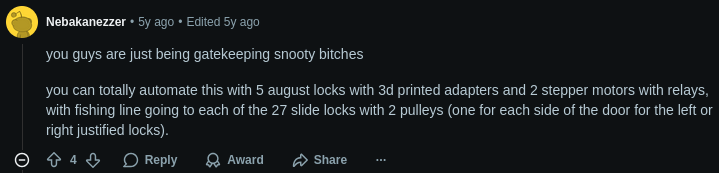 Nebakanezzer • 5y ago • Edited 5y ago
you guys are just being gatekeeping snooty bitches
you can totally automate this with 5 august locks with 3d printed adapters and 2 stepper motors with relays,
with fishing line going to each of the 27 slide locks with 2 pulleys (one for each side of the door for the left or
right justified locks).
4 Reply Award Share ...